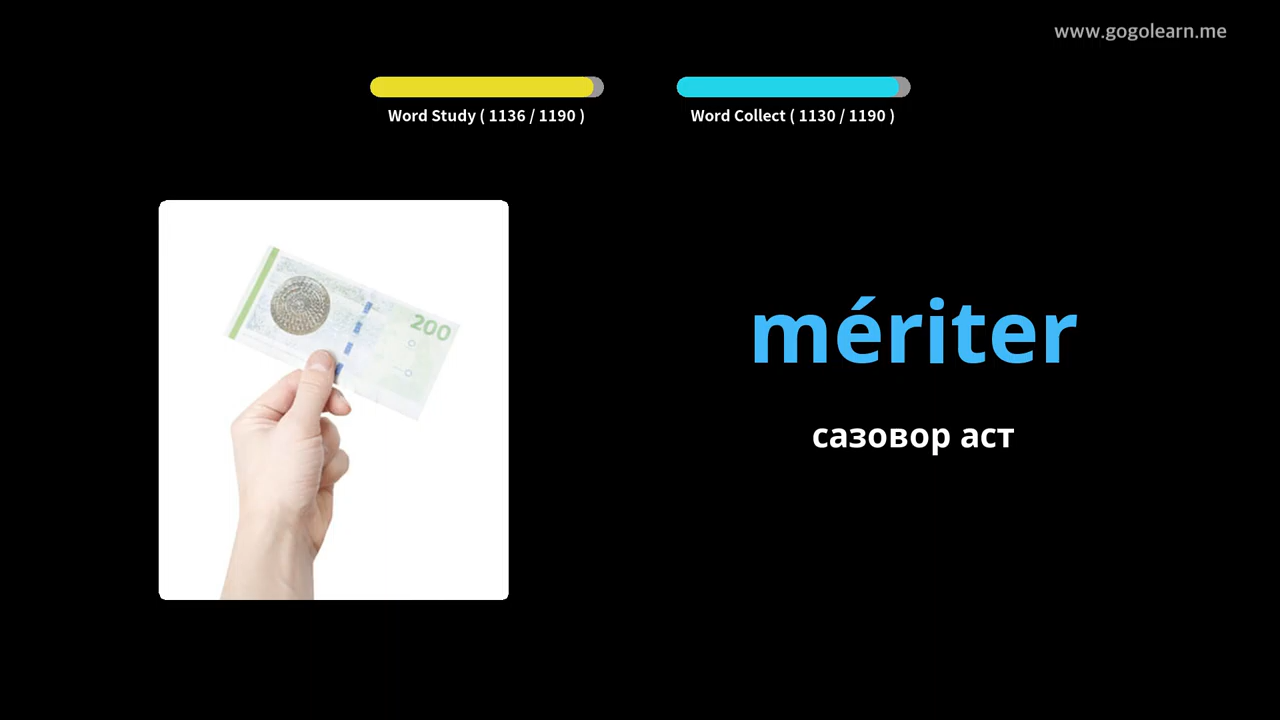 www.gogolearn.me
Word Study ( 1136 / 1190 )
Word Collect ( 1130 / 1190 )
200
mériter
сазовор аст